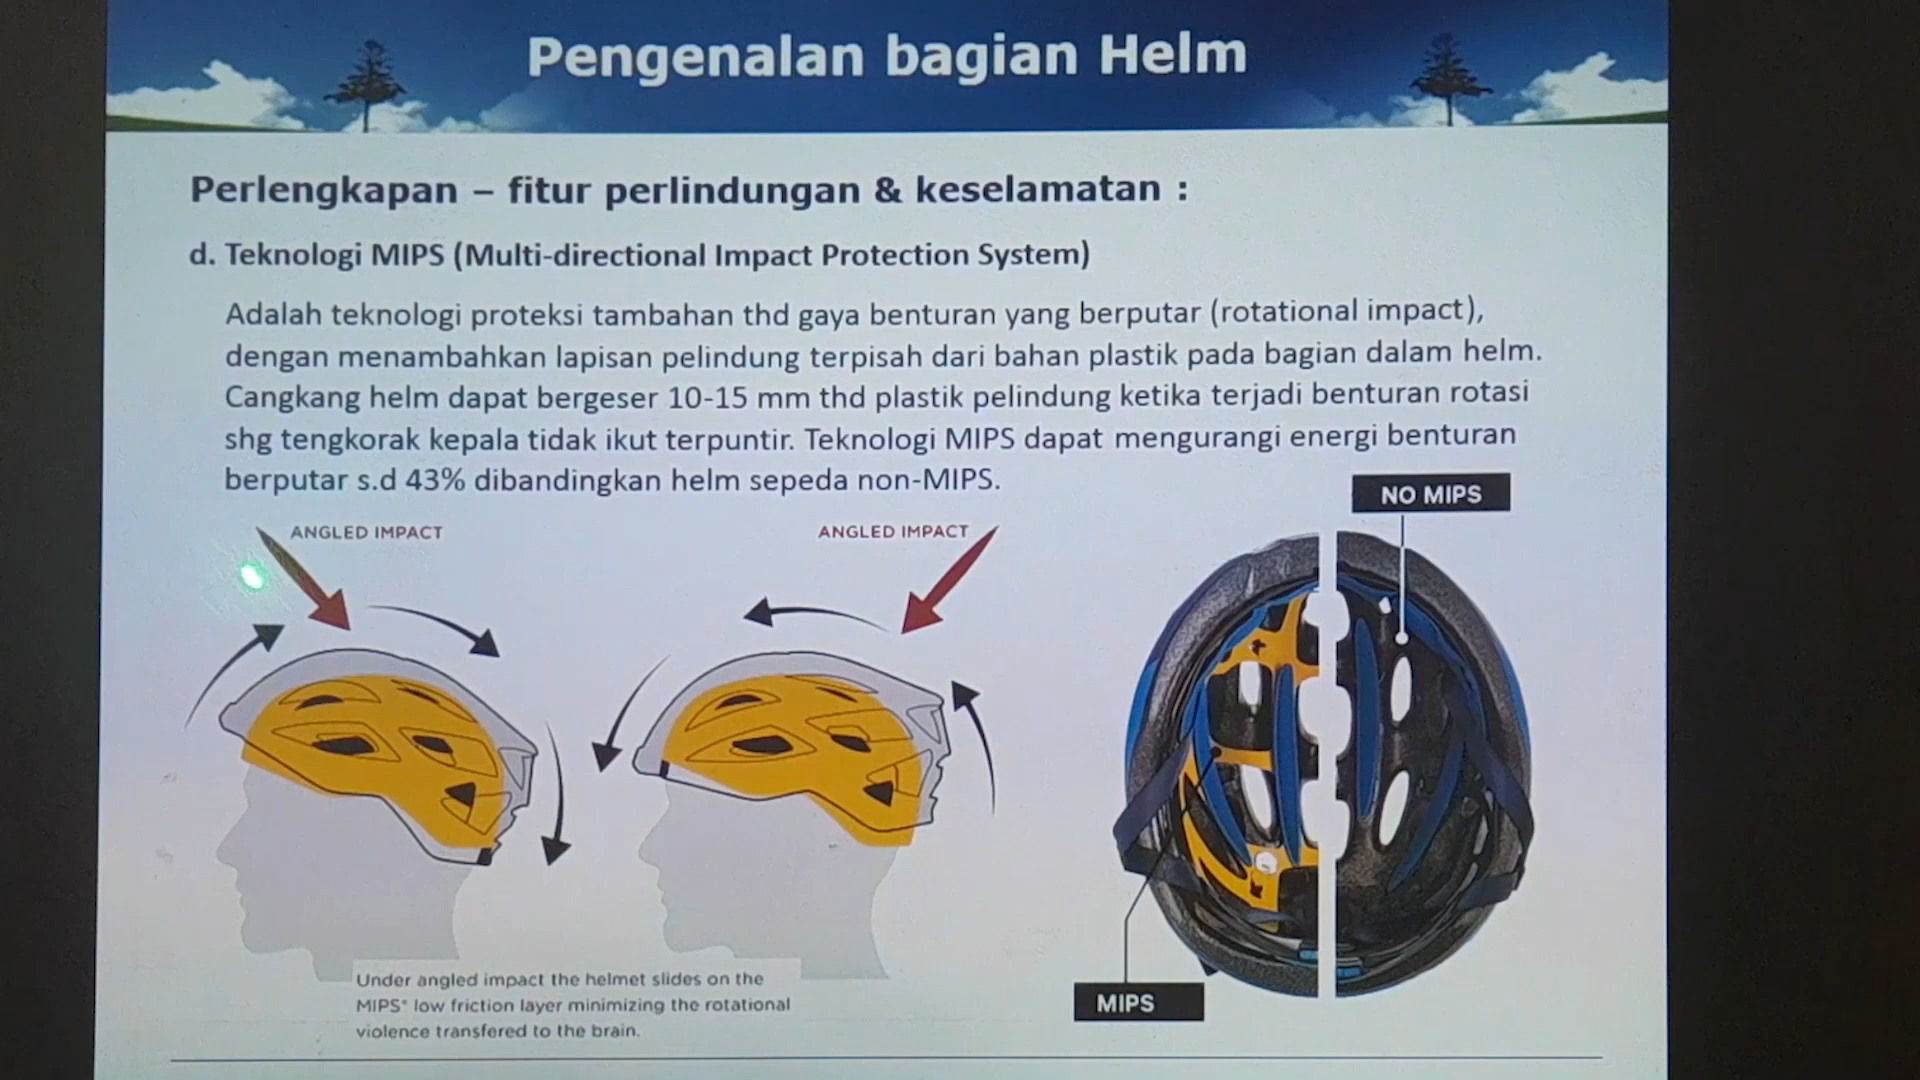 Pengenalan bagian Helm
Perlengkapan – fitur perlindungan & keselamatan :
d. Teknologi MIPS (Multi-directional Impact Protection System)
Adalah teknologi proteksi tambahan thd gaya benturan yang berputar (rotational impact),
dengan menambahkan lapisan pelindung terpisah dari bahan plastik pada bagian dalam helm.
Cangkang helm dapat bergeser 10-15 mm thd plastik pelindung ketika terjadi benturan rotasi
shg tengkorak kepala tidak ikut terpuntir. Teknologi MIPS dapat mengurangi energi benturan
berputar s.d 43% dibandingkan helm sepeda non-MIPS.
NO MIPS
ANGLED IMPACT
ANGLED IMPACT
Under angled impact the helmet slides on the
MIPS* low friction layer minimizing the rotational
violence transfered to the brain.
MIPS